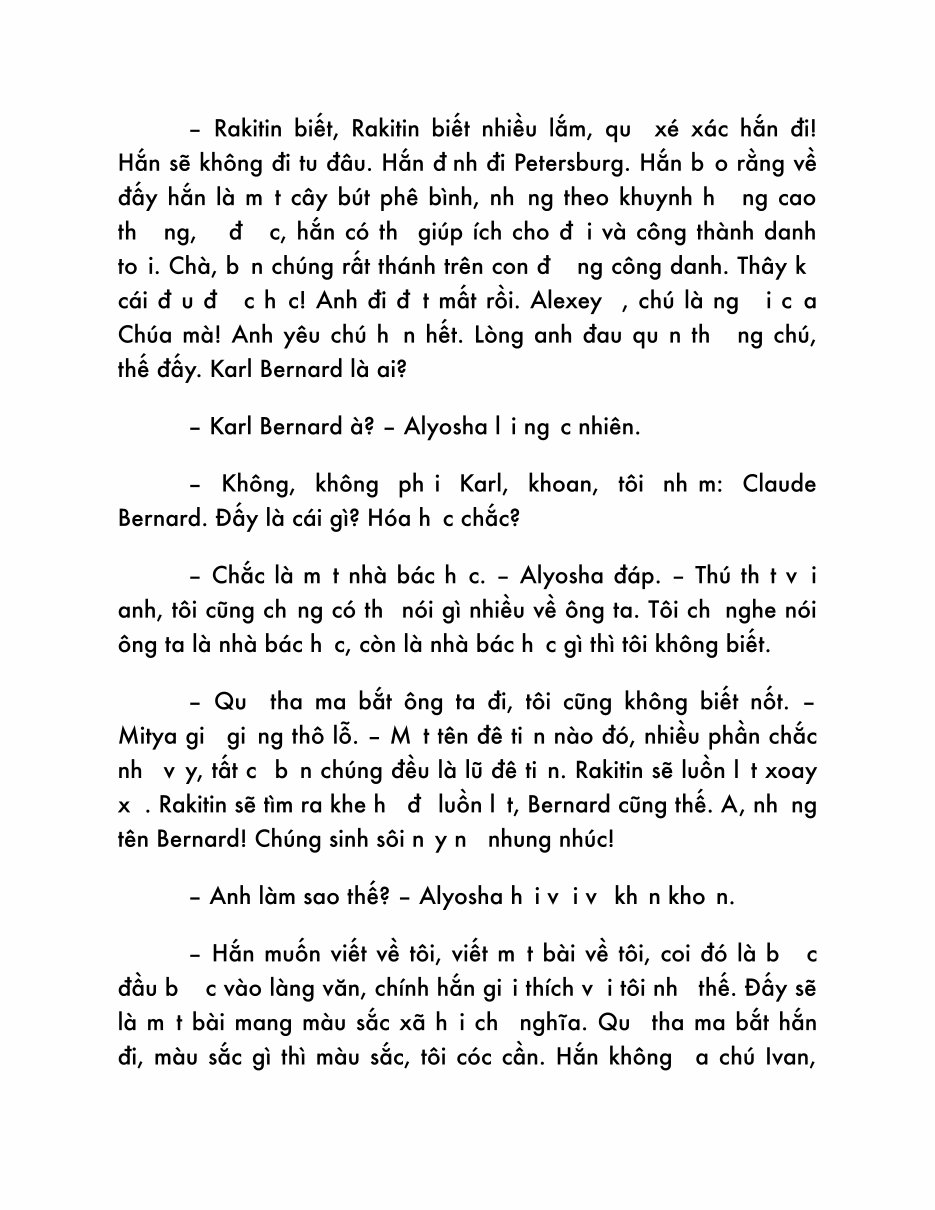 – Rakitin biết, Rakitin biết nhiều lắm, qu xé xác hắn đi!
Hắn sẽ không đi tu đâu. Hắn đ nh đi Petersburg. Hắn b o rằng về
đấy hắn là m t cây bút phê bình, nh ng theo khuynh h ng cao
th ng, đ c, hắn có th giúp ích cho đ i và công thành danh
to i. Chà, b n chúng rất thánh trên con đ ng công danh. Thây k
cái đ u đ c h c! Anh đi đ t mất rồi. Alexey , chú là ng i c a
Chúa mà! Anh yêu chú h n hết. Lòng anh đau qu n th ng chú,
thế đấy. Karl Bernard là ai?
– Karl Bernard à? – Alyosha l i ng c nhiên.
– Không, không ph i Karl, khoan, tôi nh m: Claude
Bernard. Đấy là cái gì? Hóa h c chắc?
– Chắc là m t nhà bác h c. – Alyosha đáp. – Thú th t v i
anh, tôi cũng ch ng có th nói gì nhiều về ông ta. Tôi ch nghe nói
ông ta là nhà bác h c, còn là nhà bác h c gì thì tôi không biết.
– Qu tha ma bắt ông ta đi, tôi cũng không biết nốt. –
Mitya gi gi ng thô lỗ. – M t tên đê ti n nào đó, nhiều phần chắc
nh v y, tất c b n chúng đều là lũ đê ti n. Rakitin sẽ luồn l t xoay
x . Rakitin sẽ tìm ra khe h đ luồn l t, Bernard cũng thế. A, nh ng
tên Bernard! Chúng sinh sôi n y n nhung nhúc!
– Anh làm sao thế? – Alyosha h i v i v kh n kho n.
– Hắn muốn viết về tôi, viết m t bài về tôi, coi đó là b c
đầu b c vào làng văn, chính hắn gi i thích v i tôi nh thế. Đấy sẽ
là m t bài mang màu sắc xã h i ch nghĩa. Qu tha ma bắt hắn
đi, màu sắc gì thì màu sắc, tôi cóc cần. Hắn không a chú Ivan,